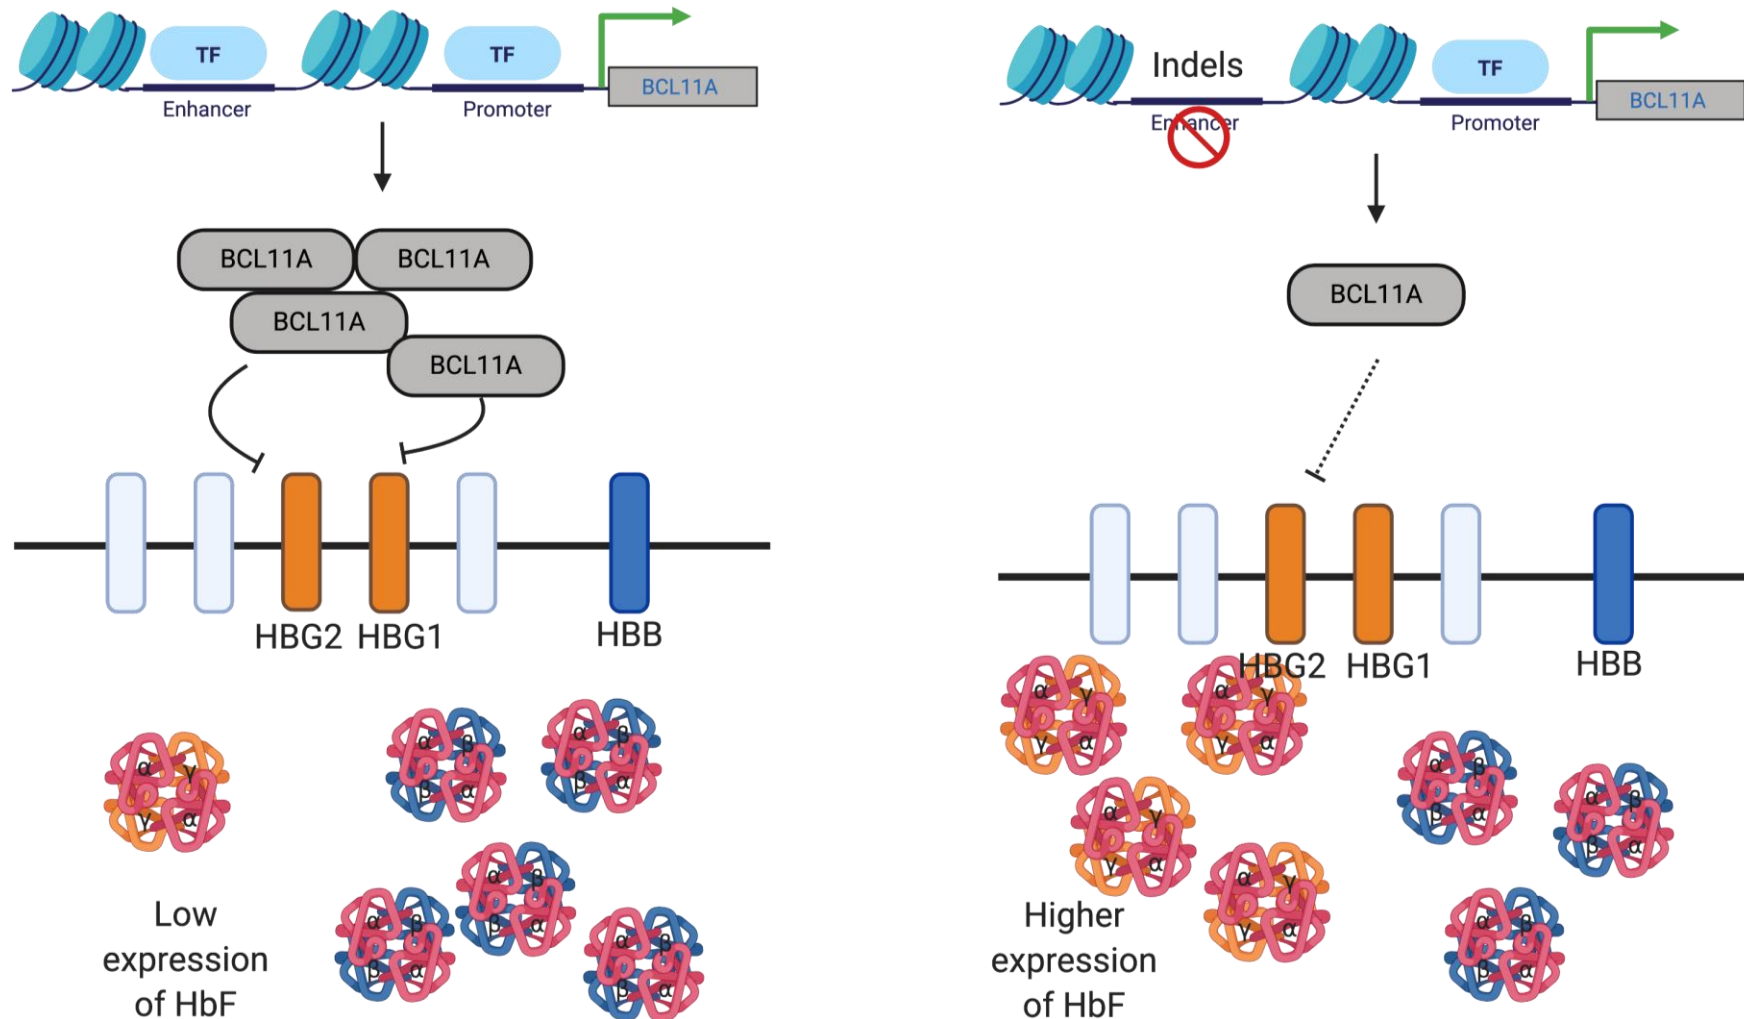 TF
TF
Enhancer
Promoter
BCL11A
BCL11A
BCL11A
BCL11A
BCL11A
HBG2
HBG1
HBB
α
γ
γ
α
α
β
β
α
α
β
β
α
α
β
β
α
α
β
β
α
α
β
β
α
Low
expression
of HbF
Indels
TF
Enhancer
Promoter
BCL11A
BCL11A
HBG2
HBG1
HBB
α
γ
γ
α
α
γ
γ
α
α
γ
γ
α
α
γ
γ
α
α
β
β
α
α
β
β
α
α
β
β
α
Higher
expression
of HbF